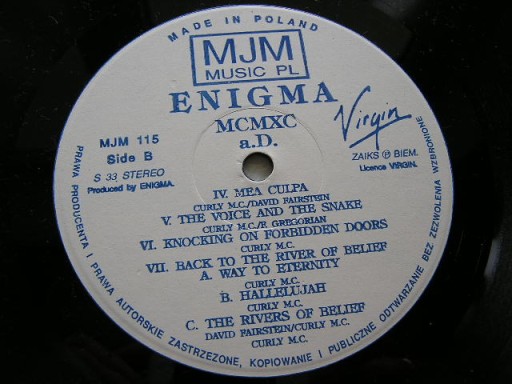 MADE IN POLAND
MJM
MUSIC PL
ENIGMA
MCMXC
a.D.
Virgin
MJM 115
Side B
S 33 STEREO
Produced by ENIGMA.
ZAIKS Ⓟ BIEM.
Licence VIRGIN.
IV. MEA CULPA
CURLY M.C./DAVID FAIRSTEIN
V. THE VOICE AND THE SNAKE
CURLY M.C./F. GREGORIAN
VI. KNOCKING ON FORBIDDEN DOORS
CURLY M.C.
VII. BACK TO THE RIVER OF BELIEF
A. WAY TO ETERNITY
CURLY M.C.
B. HALLELUJAH
CURLY M.C.
C. THE RIVERS OF BELIEF
DAVID FAIRSTEIN/CURLY M.C.
CURLY M.C.
PRAWA PRODUCENTA I PRAWA AUTORSKIE ZASTRZEŻONE, KOPIOWANIE I PUBLICZNE ODTWARZANIE BEZ ZEZWOLENIA WZBRONIONE